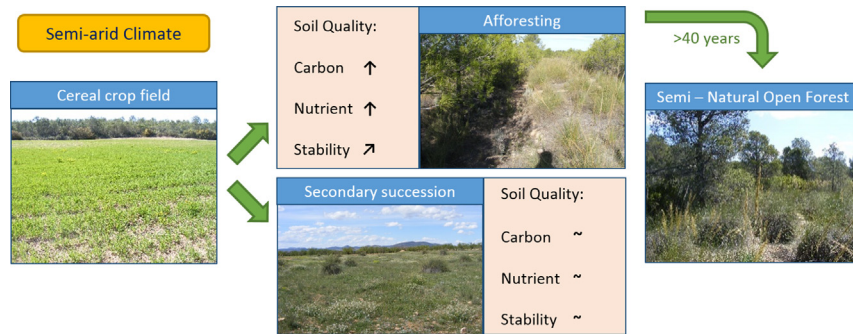 Semi-arid Climate
Cereal crop field
Soil Quality:
Carbon ↑
Nutrient ↑
Stability ↗
Afforesting
>40 years
Semi – Natural Open Forest
Secondary succession
Soil Quality:
Carbon ~
Nutrient ~
Stability ~